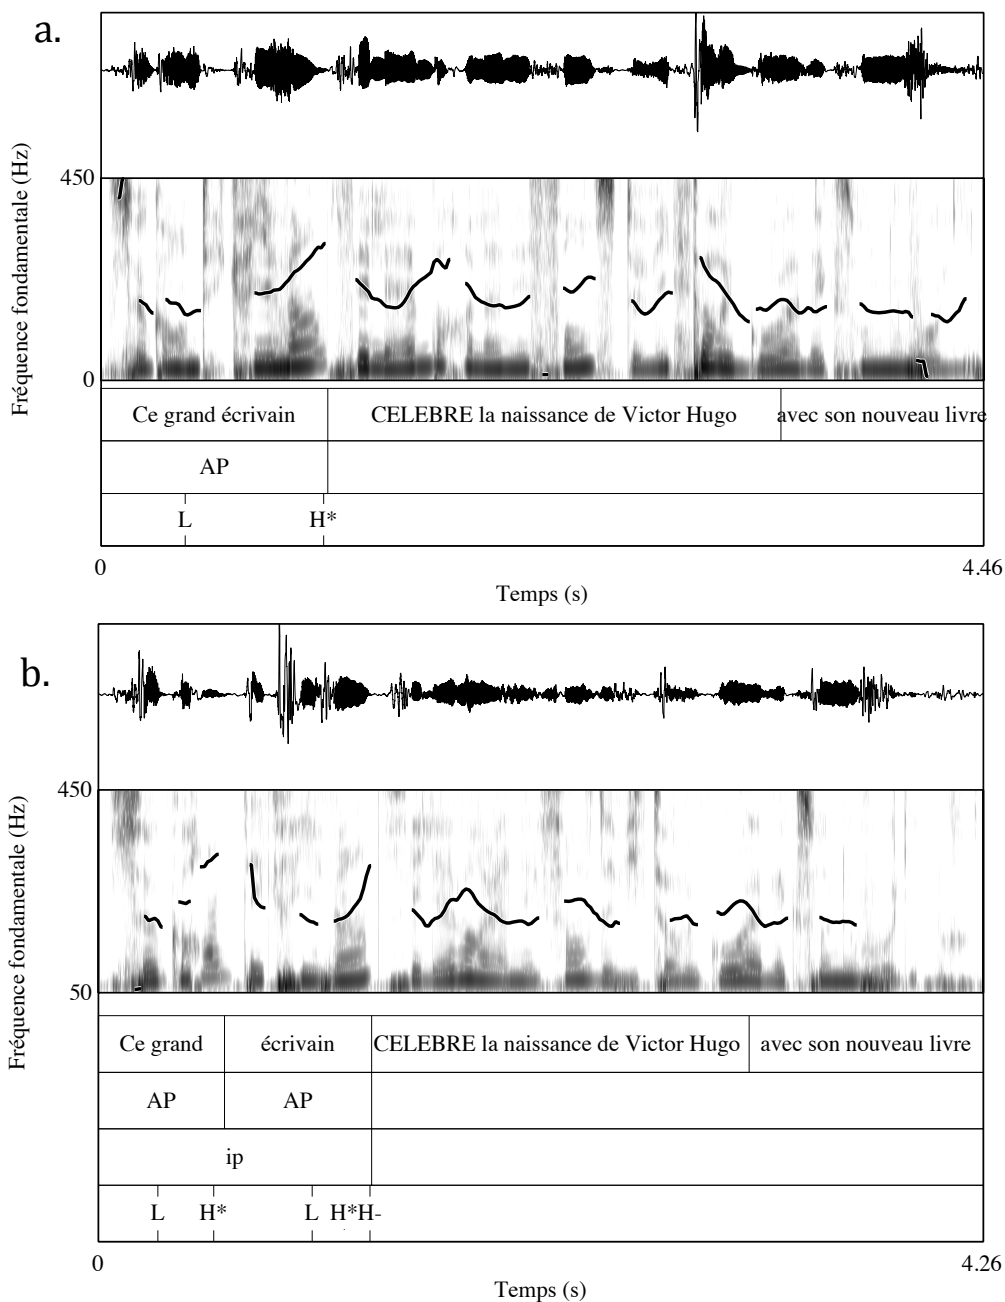 a.
Fréquence fondamentale (Hz)
450
0
Ce grand écrivain CELEBRE la naissance de Victor Hugo avec son nouveau livre
AP
L H*
0 4.46
Temps (s)
b.
Fréquence fondamentale (Hz)
450
50
Ce grand écrivain CELEBRE la naissance de Victor Hugo avec son nouveau livre
AP AP
ip
L H* L H*H-
0 4.26
Temps (s)